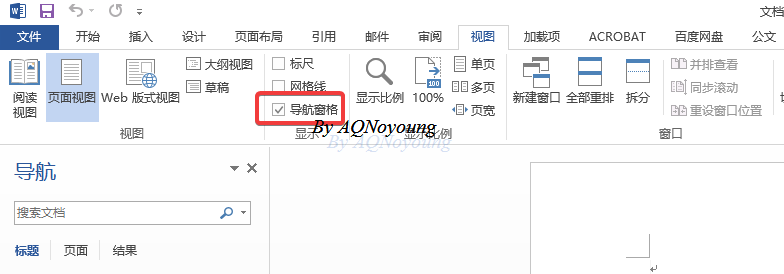 文档
文件 开始 插入 设计 页面布局 引用 邮件 审阅 视图 加载项 ACROBAT 百度网盘 公文
阅读视图
页面视图
Web 版式视图
大纲视图
草稿
视图
标尺
网格线
导航窗格
显示
显示比例
100
100%
单页
多页
页宽
显示比例
新建窗口
全部重排
拆分
并排查看
同步滚动
重设窗口位置
窗口
By AQNoyoung
By AQNoyoung
导航
搜索文档
标题 页面 结果